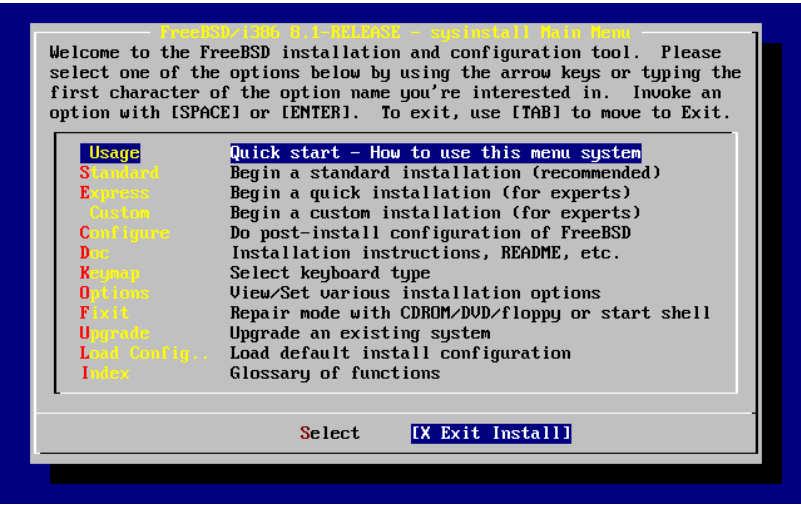 FreeBSD/i386 8.1-RELEASE - sysinstall Main Menu
Welcome to the FreeBSD installation and configuration tool.  Please
select one of the options below by using the arrow keys or typing the
first character of the option name you're interested in.  Invoke an
option with [SPACE] or [ENTER].  To exit, use [TAB] to move to Exit.
Usage Quick start - How to use this menu system
Standard Begin a standard installation (recommended)
Express Begin a quick installation (for experts)
Custom Begin a custom installation (for experts)
Configure Do post-install configuration of FreeBSD
Doc Installation instructions, README, etc.
Keymap Select keyboard type
Options View/Set various installation options
Fixit Repair mode with CDROM/DVD/floppy or start shell
Upgrade Upgrade an existing system
Load Config.. Load default install configuration
Index Glossary of functions
Select [X Exit Install]